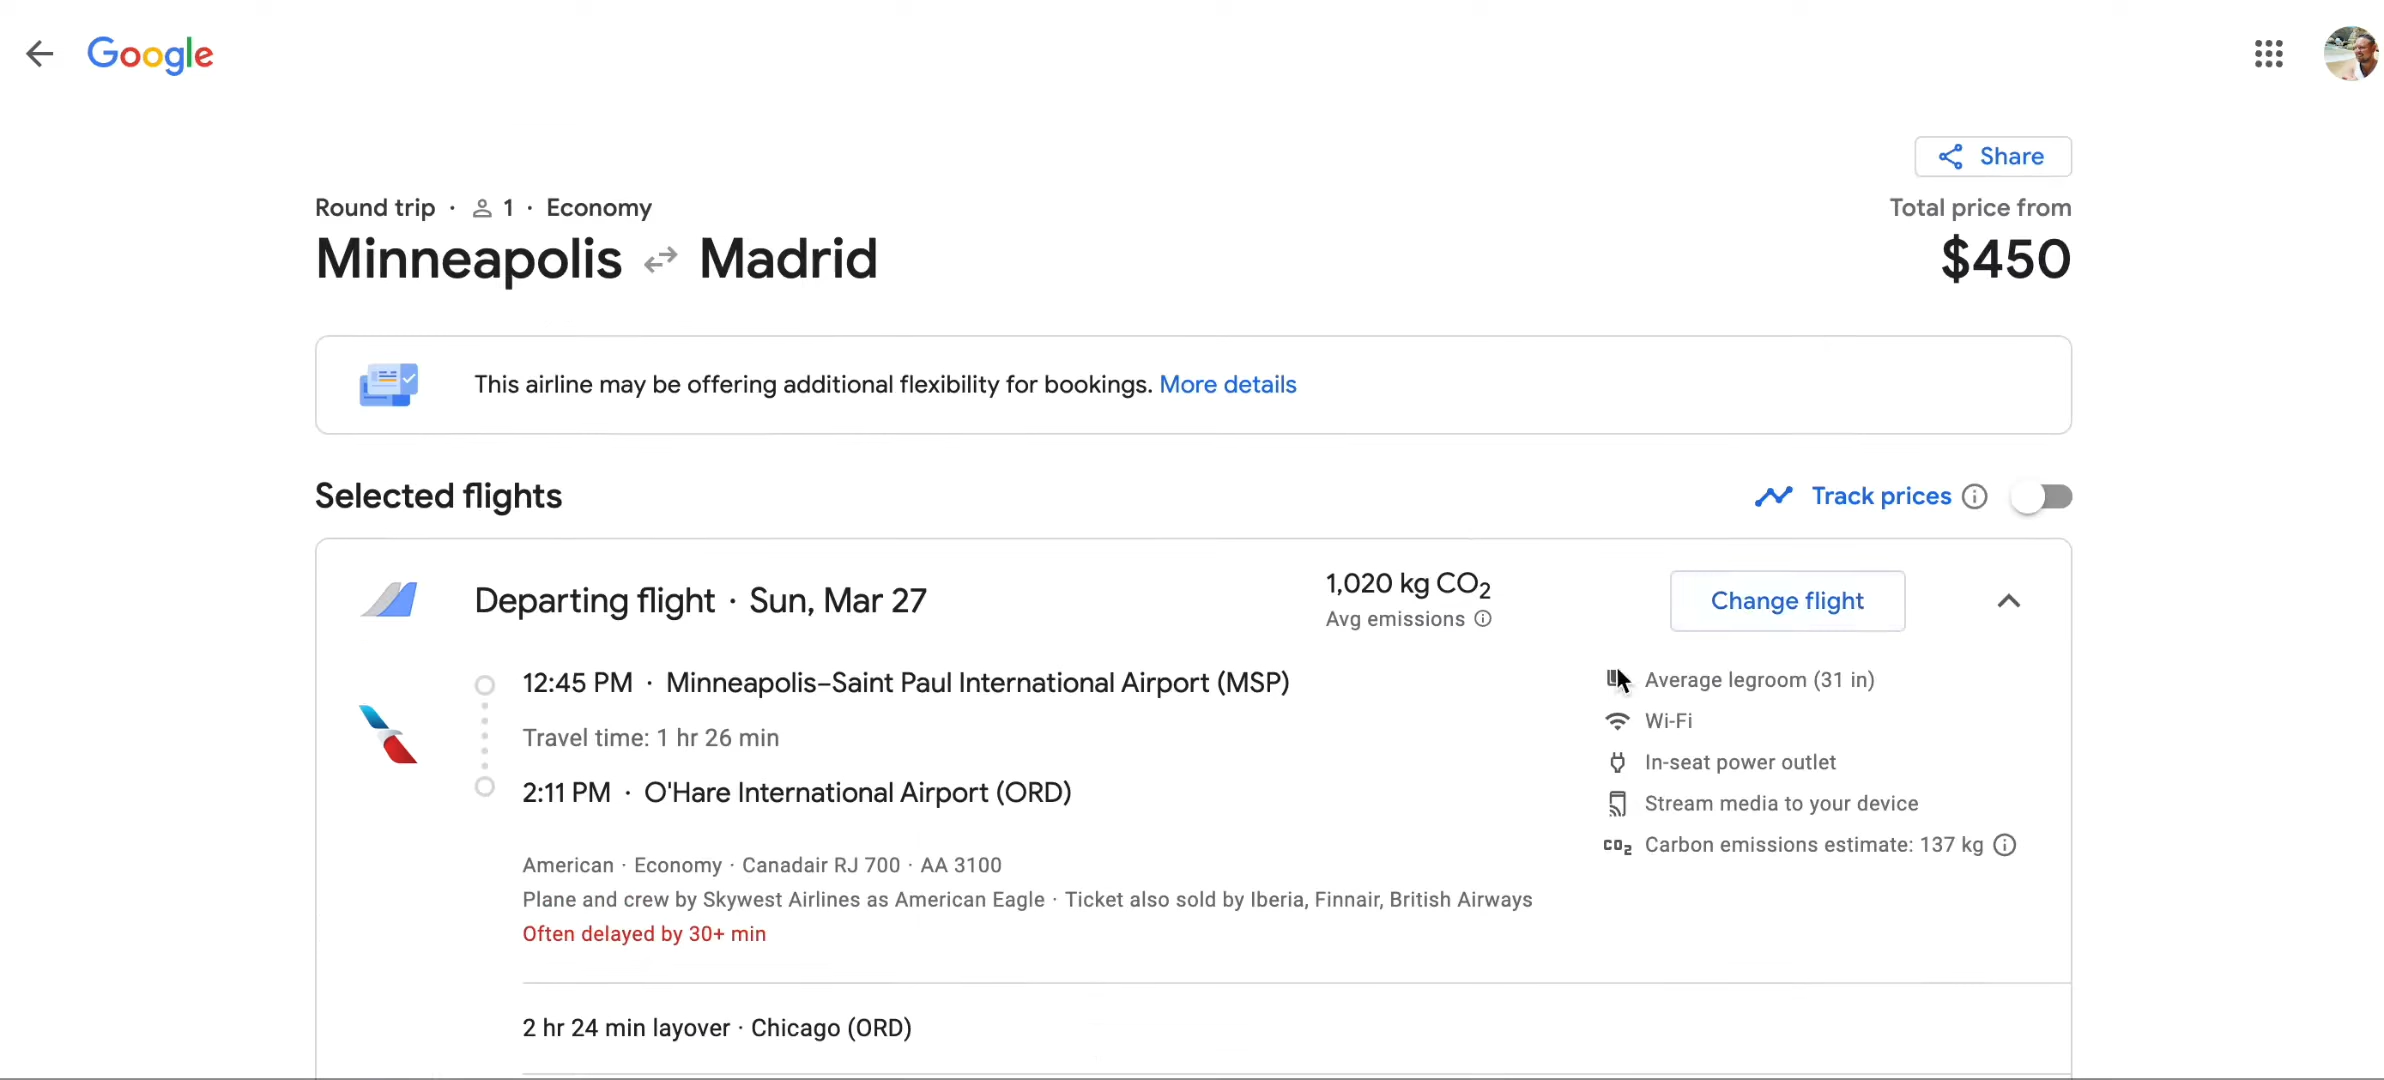 Google
Share
Round trip · 1 · Economy
Total price from
Minneapolis Madrid
$450
This airline may be offering additional flexibility for bookings. More details
Selected flights
Track prices
Departing flight · Sun, Mar 27
1,020 kg CO2
Avg emissions
Change flight
12:45 PM · Minneapolis–Saint Paul International Airport (MSP)
Travel time: 1 hr 26 min
2:11 PM · O'Hare International Airport (ORD)
American · Economy · Canadair RJ 700 · AA 3100
Plane and crew by Skywest Airlines as American Eagle · Ticket also sold by Iberia, Finnair, British Airways
Often delayed by 30+ min
Average legroom (31 in)
Wi-Fi
In-seat power outlet
Stream media to your device
CO2 Carbon emissions estimate: 137 kg
2 hr 24 min layover · Chicago (ORD)